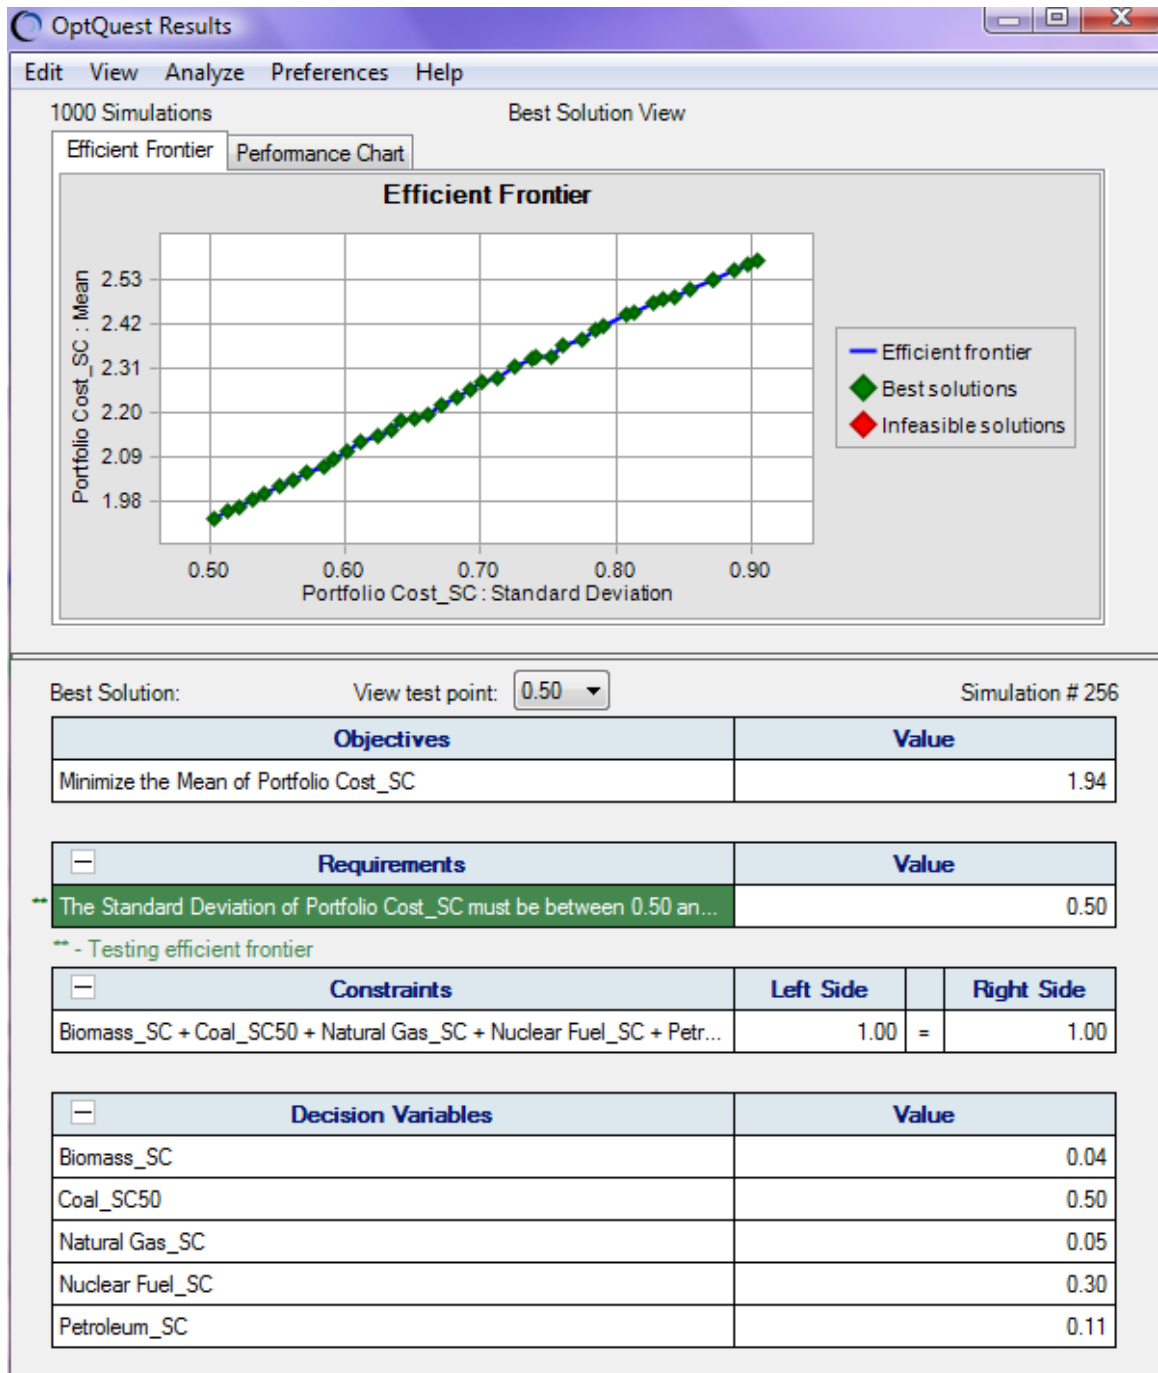 OptQuest Results
Edit View Analyze Preferences Help
1000 Simulations Best Solution View
Efficient Frontier Performance Chart
Efficient Frontier
Portfolio Cost_SC : Mean
2.53
2.42
2.31
2.20
2.09
1.98
0.50 0.60 0.70 0.80 0.90
Portfolio Cost_SC : Standard Deviation
Efficient frontier
Best solutions
Infeasible solutions
Best Solution: View test point: 0.50 Simulation # 256
Objectives Value
Minimize the Mean of Portfolio Cost_SC 1.94
Requirements Value
** The Standard Deviation of Portfolio Cost_SC must be between 0.50 an... 0.50
** - Testing efficient frontier
Constraints Left Side Right Side
Biomass_SC + Coal_SC50 + Natural Gas_SC + Nuclear Fuel_SC + Petr... 1.00 = 1.00
Decision Variables Value
Biomass_SC 0.04
Coal_SC50 0.50
Natural Gas_SC 0.05
Nuclear Fuel_SC 0.30
Petroleum_SC 0.11